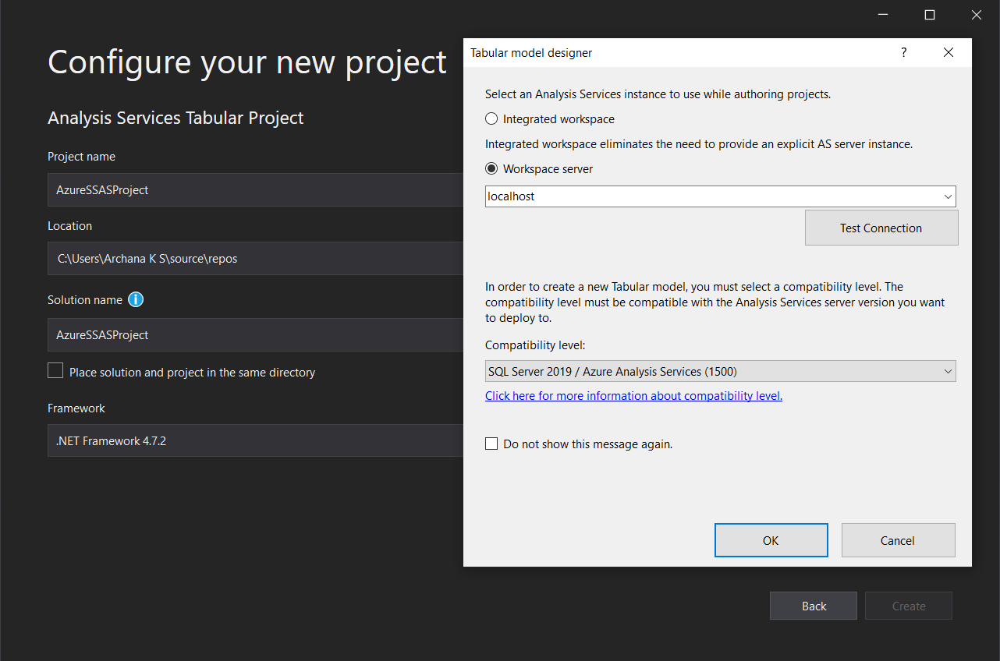 Configure your new project
Analysis Services Tabular Project
Project name
AzureSSASProject
Location
C:\Users\Archana K S\source\repos
Solution name
AzureSSASProject
Place solution and project in the same directory
Framework
.NET Framework 4.7.2
Tabular model designer
?
Select an Analysis Services instance to use while authoring projects.
Integrated workspace
Integrated workspace eliminates the need to provide an explicit AS server instance.
Workspace server
localhost
Test Connection
In order to create a new Tabular model, you must select a compatibility level. The
compatibility level must be compatible with the Analysis Services server version you want
to deploy to.
Compatibility level:
SQL Server 2019 / Azure Analysis Services (1500)
Click here for more information about compatibility level.
Do not show this message again.
OK
Cancel
Back
Create